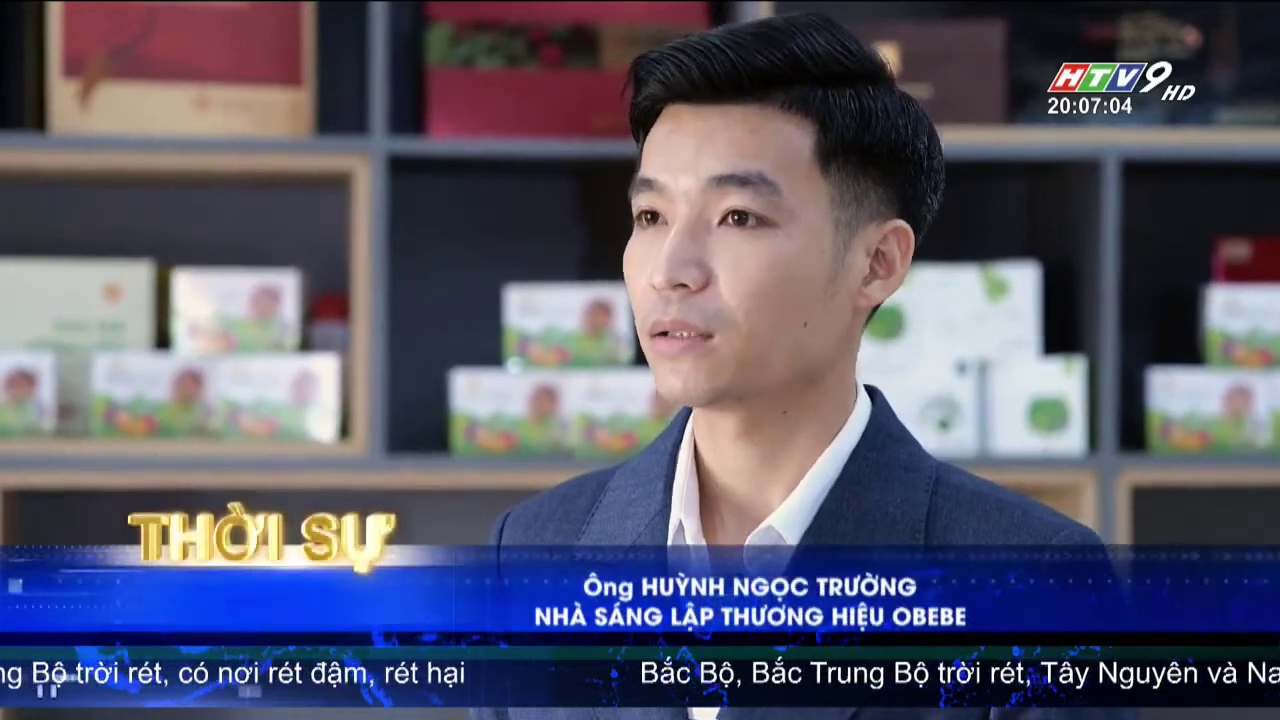 HTV9 HD
20:07:04
THỜI SỰ
Ông HUỲNH NGỌC TRƯỜNG
NHÀ SÁNG LẬP THƯƠNG HIỆU OBEBE
ng Bộ trời rét, có nơi rét đậm, rét hại
Bắc Bộ, Bắc Trung Bộ trời rét, Tây Nguyên và Na